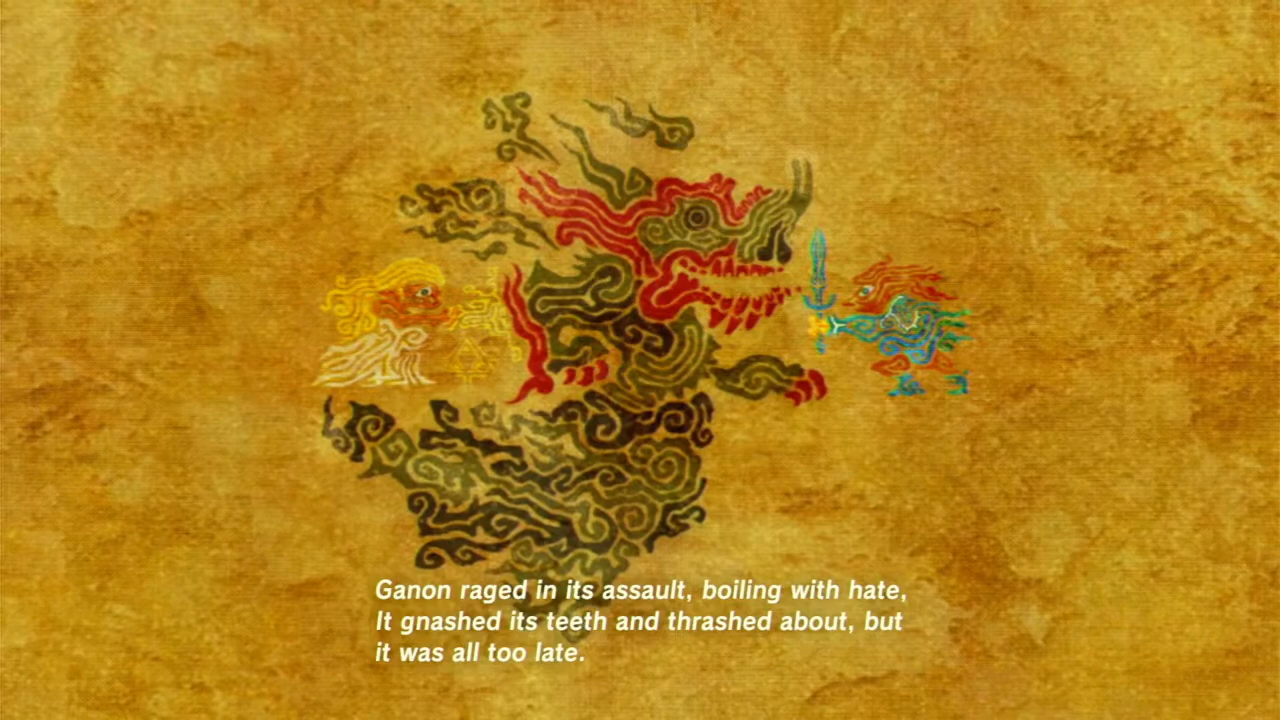 Ganon raged in its assault, boiling with hate,
It gnashed its teeth and thrashed about, but
it was all too late.